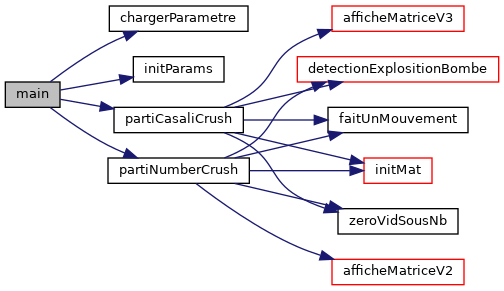 main
chargerParametre
initParams
partiCasaliCrush
partiNumberCrush
afficheMatriceV3
detectionExplositionBombe
faitUnMouvement
initMat
zeroVidSousNb
afficheMatriceV2